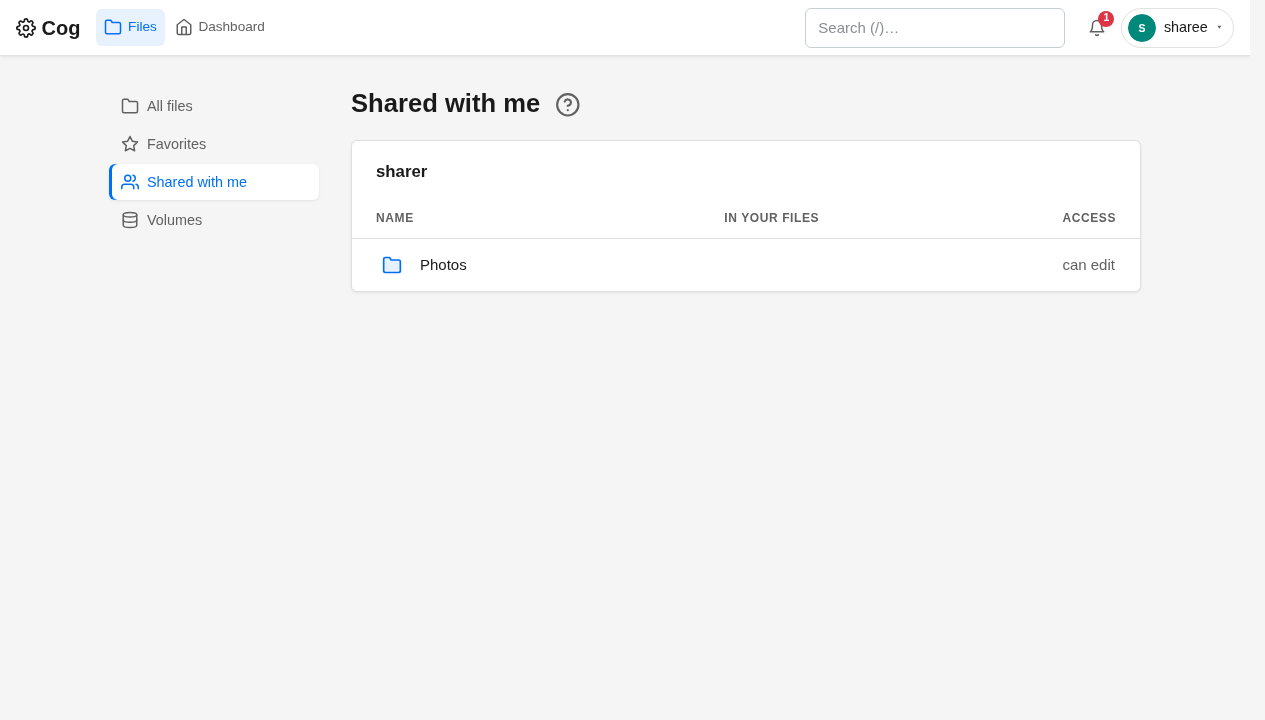 Cog
Files
Dashboard
Search (/)…
1
S
sharee
All files
Favorites
Shared with me
Volumes
Shared with me
sharer
NAME IN YOUR FILES ACCESS
Photos can edit